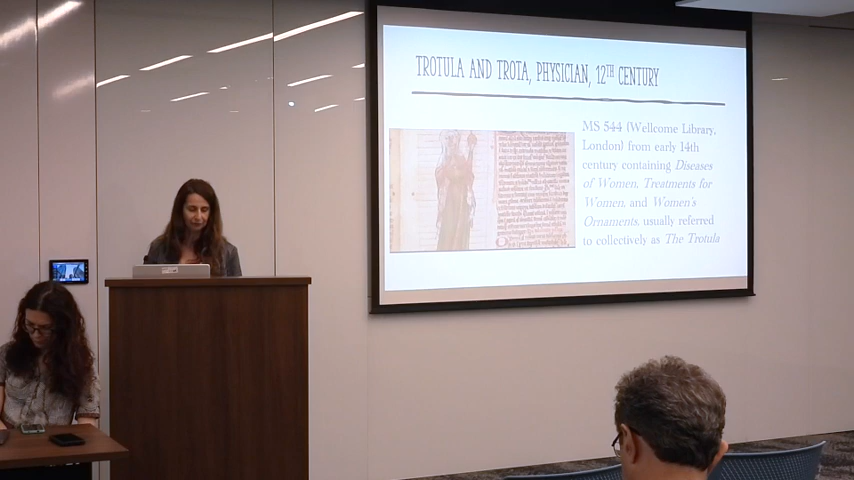 TROTULA AND TROTA, PHYSICIAN, 12TH CENTURY
MS 544 (Wellcome Library,
London) from early 14th
century containing Diseases
of Women, Treatments for
Women, and Women's
Ornaments, usually referred
to collectively as The Trotula